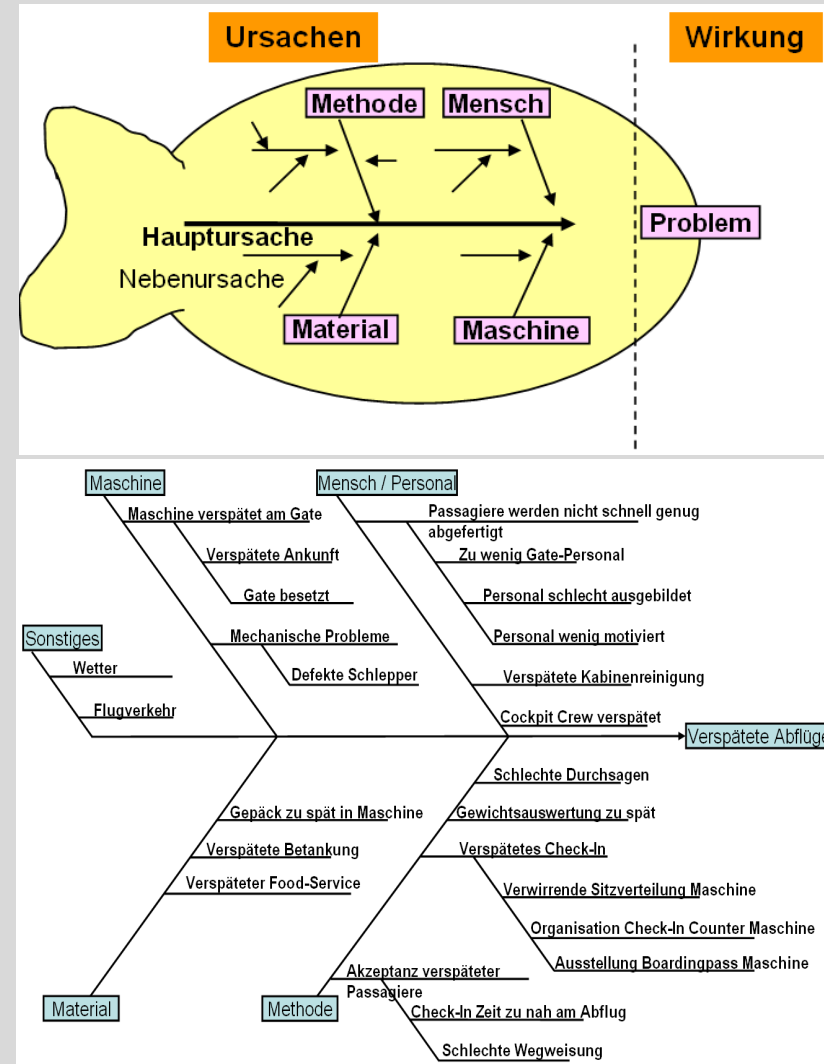 Ursachen
Wirkung
Methode
Mensch
Problem
Hauptursache
Nebenursache
Material
Maschine
Maschine
Mensch / Personal
Maschine verspätet am Gate
Verspätete Ankunft
Gate besetzt
Mechanische Probleme
Defekte Schlepper
Passagiere werden nicht schnell genug
abgefertigt
Zu wenig Gate-Personal
Personal schlecht ausgebildet
Personal wenig motiviert
Verspätete Kabinenreinigung
Cockpit Crew verspätet
Sonstiges
Wetter
Flugverkehr
Verspätete Abflüge
Gepäck zu spät in Maschine
Verspätete Betankung
Verspäteter Food-Service
Material
Schlechte Durchsagen
Gewichtsauswertung zu spät
Verspätetes Check-In
Verwirrende Sitzverteilung Maschine
Organisation Check-In Counter Maschine
Ausstellung Boardingpass Maschine
Akzeptanz verspäteter
Passagiere
Check-In Zeit zu nah am Abflug
Schlechte Wegweisung
Methode